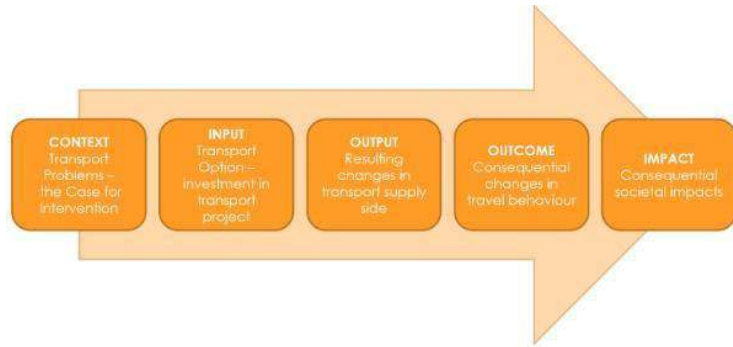 CONTEXT
Transport
Problems –
the Case for
Intervention
INPUT
Transport
Option –
investment in
transport
project
OUTPUT
Resulting
changes in
transport supply
side
OUTCOME
Consequential
changes in
travel behaviour
IMPACT
Consequential
societal impacts